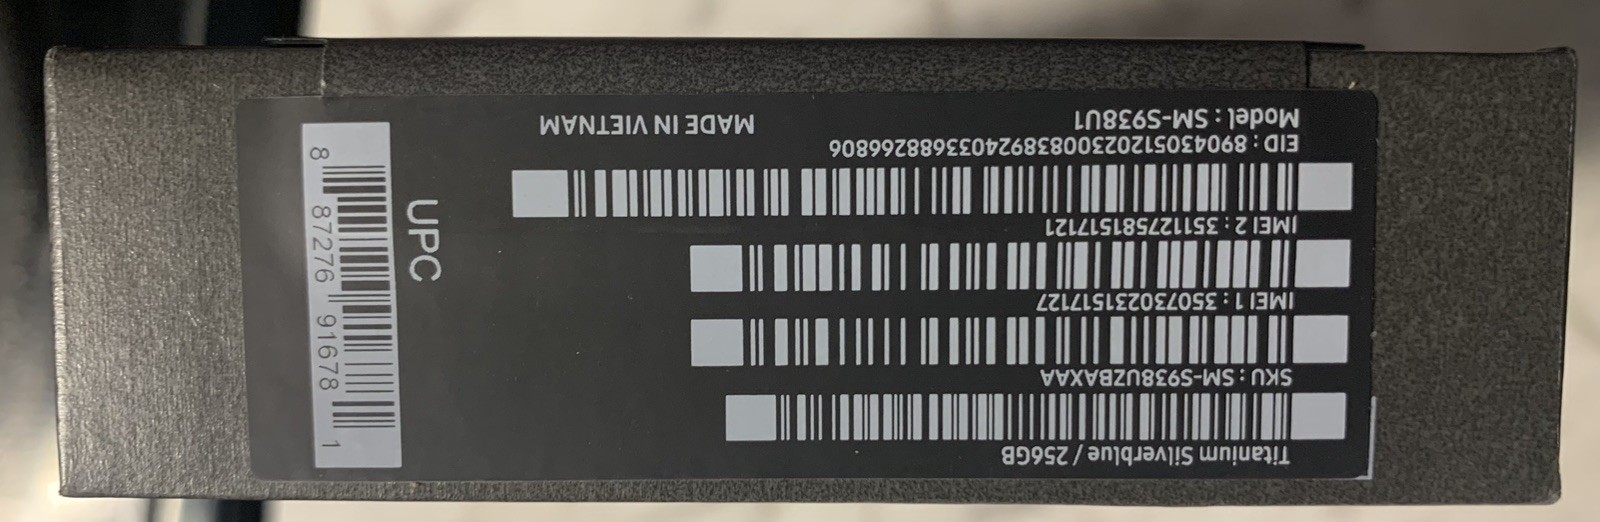 Titanium Silverblue / 256GB
SKU : SM-S938UZBAXAA
IMEI 1 : 350730231517127
IMEI 2 : 351127581517121
EID : 89043051202300838924033688266806
Model : SM-S938U1
MADE IN VIETNAM
UPC
8 87276 91678 1